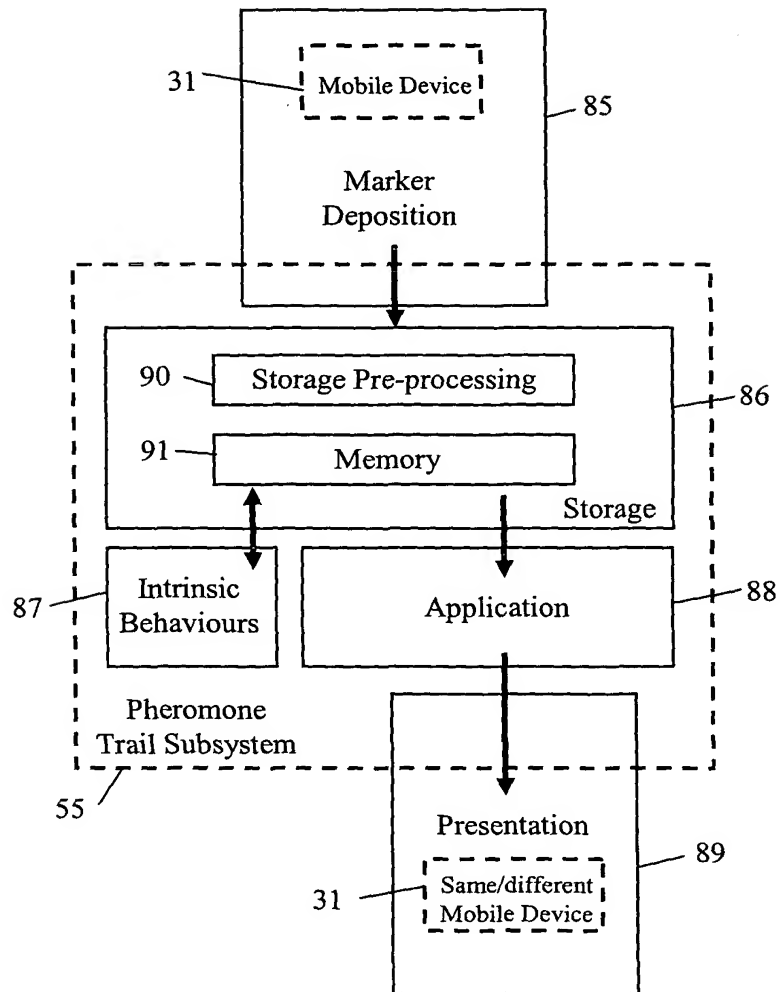 31
Mobile Device
85
Marker
Deposition
90
Storage Pre-processing
86
91
Memory
Storage
87
Intrinsic
Behaviours
Application
88
Pheromone
Trail Subsystem
55
Presentation
89
31
Same/different
Mobile Device